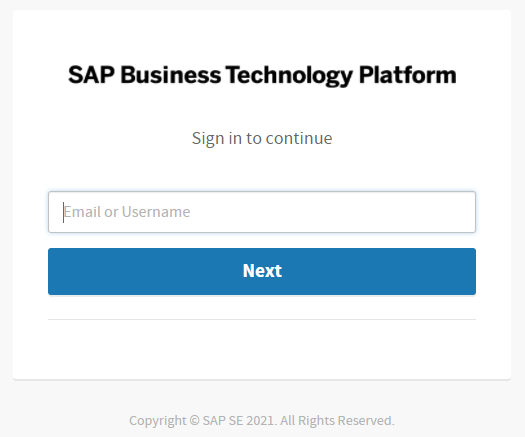 SAP Business Technology Platform
Sign in to continue
Email or Username
Next
Copyright © SAP SE 2021. All Rights Reserved.